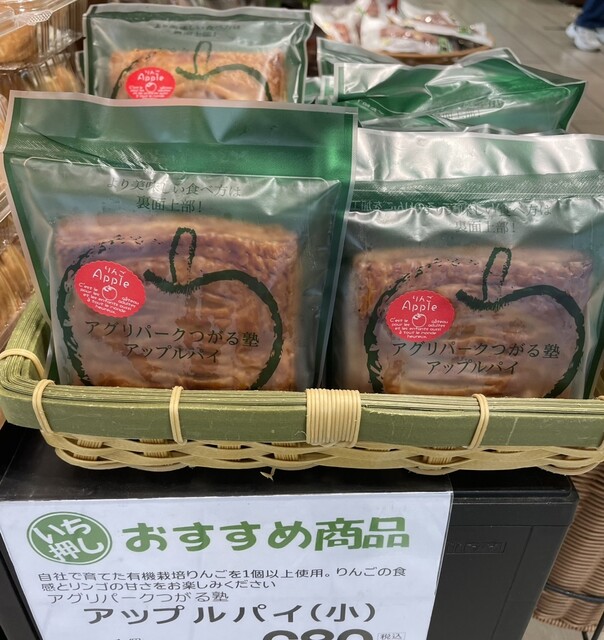 りんご
Apple
より美味しい食べ方は
裏面上部!
りんご
Apple
アグリパークつがる塾
アップルパイ
裏面上部!
りんご
Apple
アグリパークつがる塾
アップルパイ
いち
押し
おすすめ商品
自社で育てた有機栽培りんごを1個以上使用。りんごの食
感とリンゴの甘さをお楽しみください
アグリパークつがる塾
アップルパイ(小)
(税込)